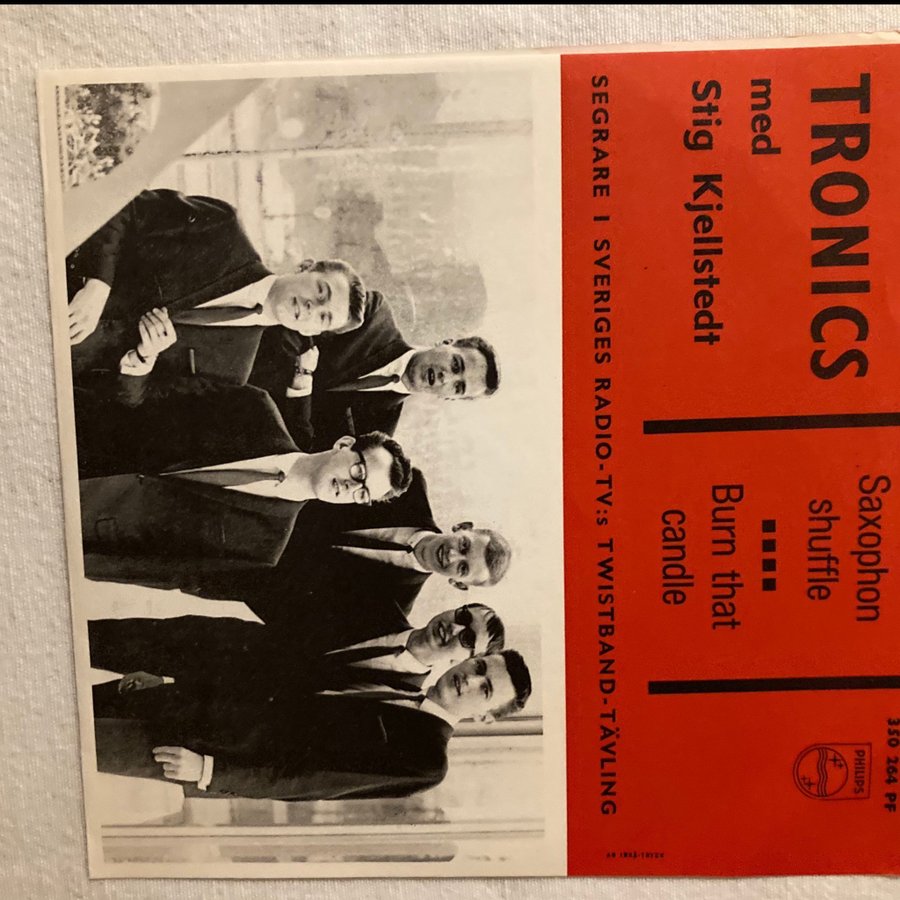 TRONICS
med
Stig Kjellstedt
Saxophon
shuffle
Burn that
candle
350 264 PF
PHILIPS
SEGRARE I SVERIGES RADIO-TV:s TWISTBAND-TÄVLING